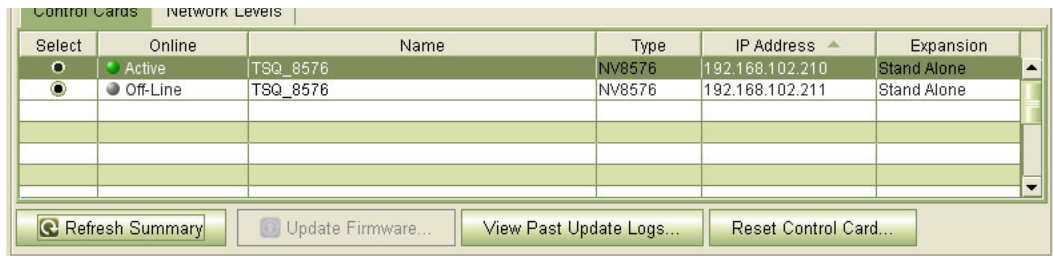 Control Cards Network Levels
Select Online Name Type IP Address Expansion
Active TSQ_8576 NV8576 192.168.102.210 Stand Alone
Off-Line TSQ_8576 NV8576 192.168.102.211 Stand Alone
Refresh Summary Update Firmware... View Past Update Logs... Reset Control Card...